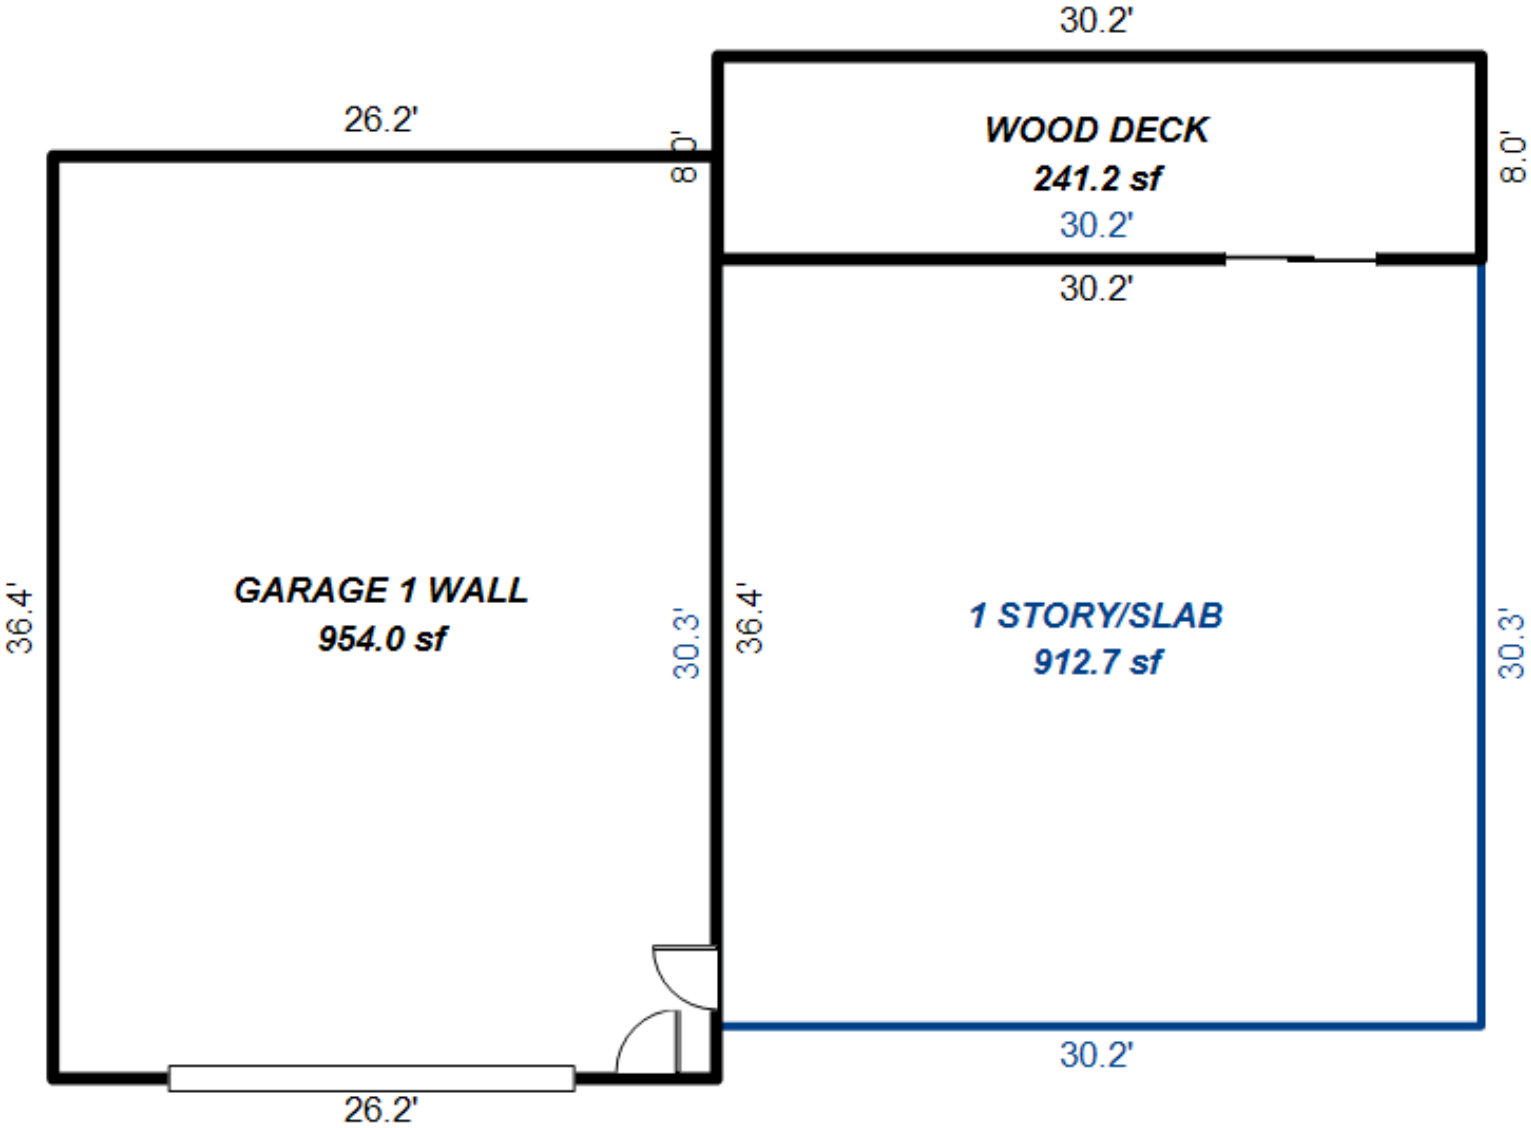 30.2'
26.2'
8.0'
WOOD DECK
241.2 sf
30.2'
8.0'
30.2'
36.4'
GARAGE 1 WALL
954.0 sf
30.3'
36.4'
1 STORY/SLAB
912.7 sf
30.3'
30.2'
26.2'